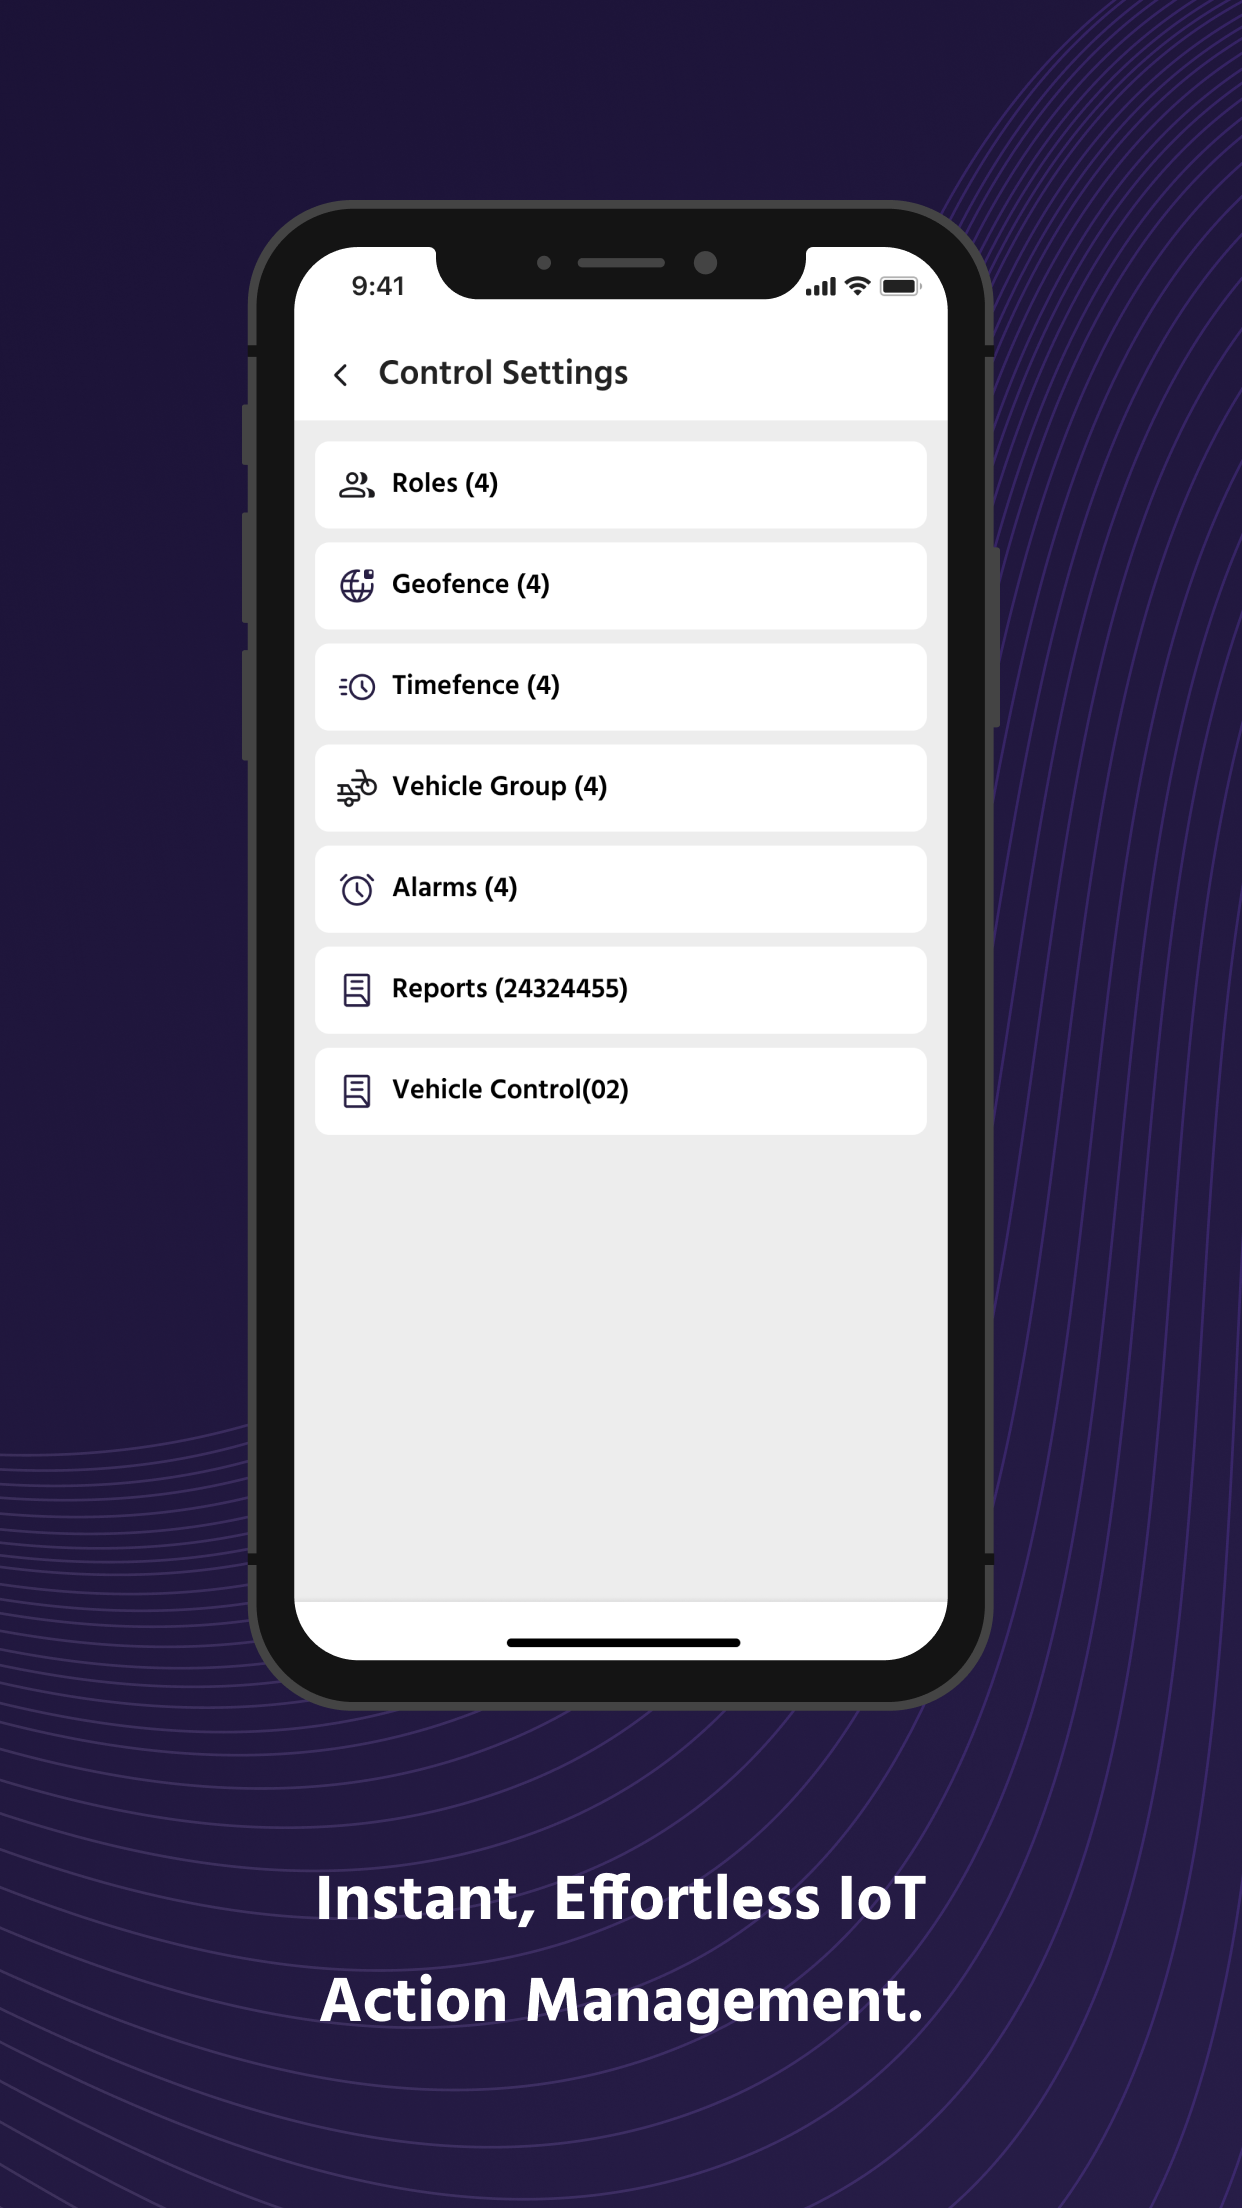 9:41
Control Settings
Roles (4)
Geofence (4)
Timefence (4)
Vehicle Group (4)
Alarms (4)
Reports (24324455)
Vehicle Control(02)
Instant, Effortless IoT
Action Management.